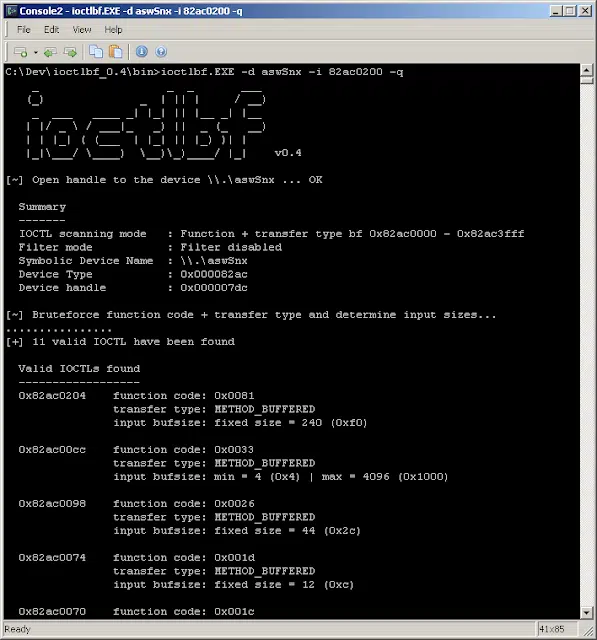 Console2 - ioctlbf.EXE -d aswSnx -i 82ac0200 -q
File Edit View Help
C:\Dev\ioctlbf_0.4\bin>ioctlbf.EXE -d aswSnx -i 82ac0200 -q
ioctlbf v0.4
[~] Open handle to the device \\.\aswSnx ... OK
Summary
-------
IOCTL scanning mode : Function + transfer type bf 0x82ac0000 - 0x82ac3fff
Filter mode : Filter disabled
Symbolic Device Name : \\.\aswSnx
Device Type : 0x000082ac
Device handle : 0x000007dc
[~] Bruteforce function code + transfer type and determine input sizes...
................
[+] 11 valid IOCTL have been found
Valid IOCTLs found
------------------
0x82ac0204 function code: 0x0081
transfer type: METHOD_BUFFERED
input bufsize: fixed size = 240 (0xf0)
0x82ac00cc function code: 0x0033
transfer type: METHOD_BUFFERED
input bufsize: min = 4 (0x4) | max = 4096 (0x1000)
0x82ac0098 function code: 0x0026
transfer type: METHOD_BUFFERED
input bufsize: fixed size = 44 (0x2c)
0x82ac0074 function code: 0x001d
transfer type: METHOD_BUFFERED
input bufsize: fixed size = 12 (0xc)
0x82ac0070 function code: 0x001c
Ready 41x85